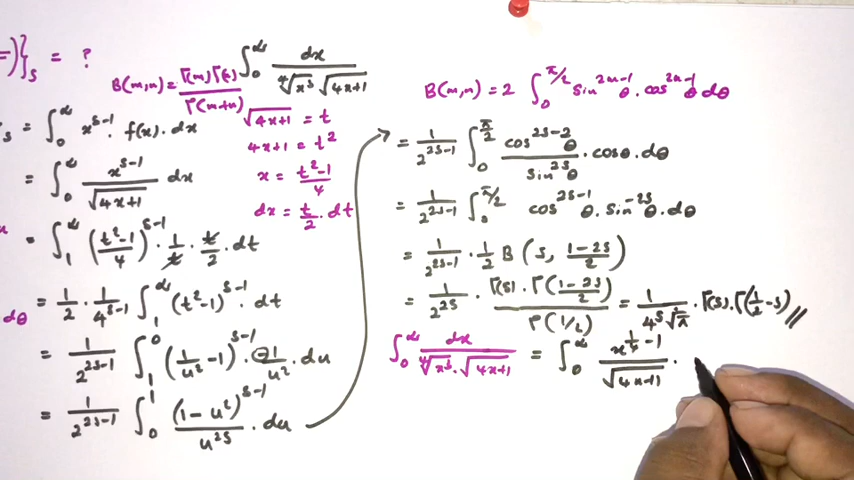 =)}ₛ = ?
∫₀^∞ dx / (∜x³ √(4x+1))
B(m,n) = Γ(m)Γ(n) / Γ(m+n)
ₛ = ∫₀^∞ x^(s-1) · f(x) · dx
= ∫₀^∞ x^(s-1) / √(4x+1) dx
= ∫₁^∞ ((t²-1)/4)^(s-1) · 1/t · t/2 · dt
dθ = 1/2 · 1/4^(s-1) ∫₁^∞ (t²-1)^(s-1) · dt
= 1/2^(2s-1) ∫₁^0 (1/u² -1)^(s-1) · -1/u² · du
= 1/2^(2s-1) ∫₀^1 (1-u²)^(s-1) / u^(2s) · du
√(4x+1) = t
4x+1 = t²
x = (t²-1)/4
dx = t/2 · dt
B(m,n) = 2 ∫₀^(π/2) sin^(2m-1)θ · cos^(2n-1)θ dθ
= 1/2^(2s-1) ∫₀^(π/2) cos^(2s-2)θ / sin^(2s)θ · cosθ · dθ
= 1/2^(2s-1) ∫₀^(π/2) cos^(2s-1)θ · sin^(-2s)θ · dθ
= 1/2^(2s-1) · 1/2 B(s, (1-2s)/2)
= 1/2^(2s) · Γ(s) · Γ((1-2s)/2) / Γ(1/2) = 1/(4^s √π) · Γ(s) · Γ(1/2 - s) //
∫₀^∞ dx / (∜x³ · √(4x+1)) = ∫₀^∞ x^(1/4 - 1) / √(4x+1) ·